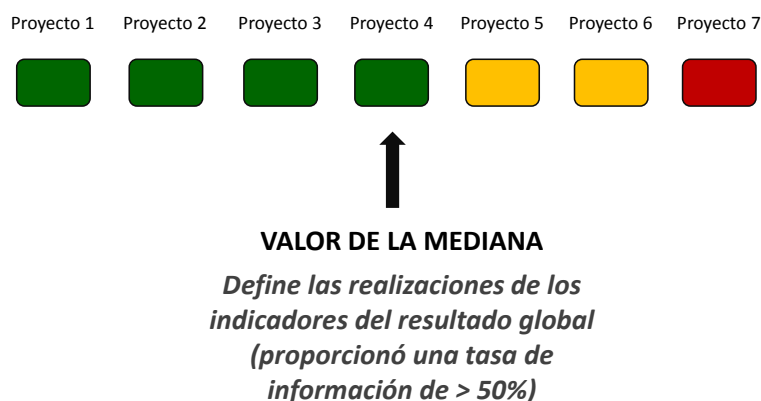 Proyecto 1 Proyecto 2 Proyecto 3 Proyecto 4 Proyecto 5 Proyecto 6 Proyecto 7
VALOR DE LA MEDIANA
Define las realizaciones de los
indicadores del resultado global
(proporcionó una tasa de
información de > 50%)